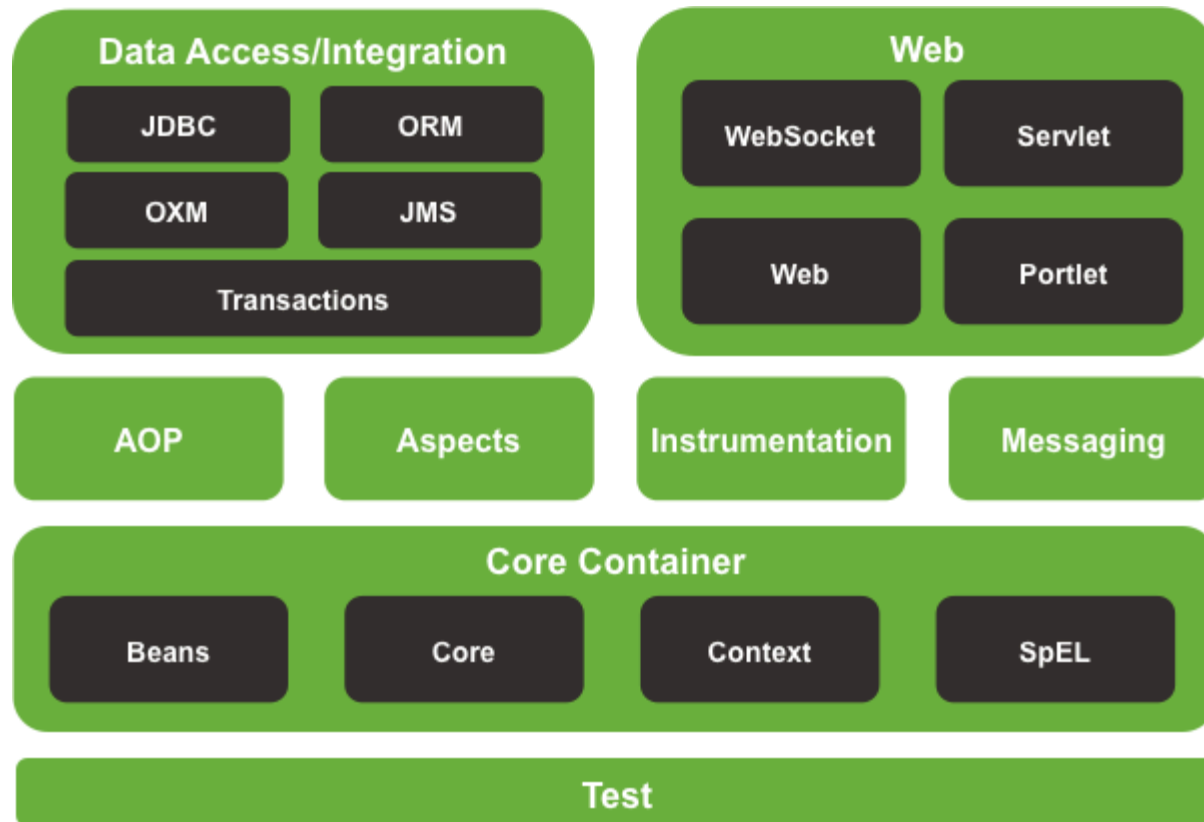 Data Access/Integration
JDBC
ORM
OXM
JMS
Transactions
Web
WebSocket
Servlet
Web
Portlet
AOP
Aspects
Instrumentation
Messaging
Core Container
Beans
Core
Context
SpEL
Test